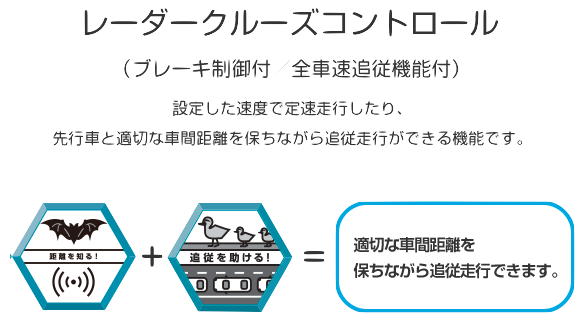 レーダークルーズコントロール
（ブレーキ制御付／全車速追従機能付）
設定した速度で定速走行したり、
先行車と適切な車間距離を保ちながら追従走行ができる機能です。
距離を知る！
+
追従を助ける！
=
適切な車間距離を
保ちながら追従走行できます。